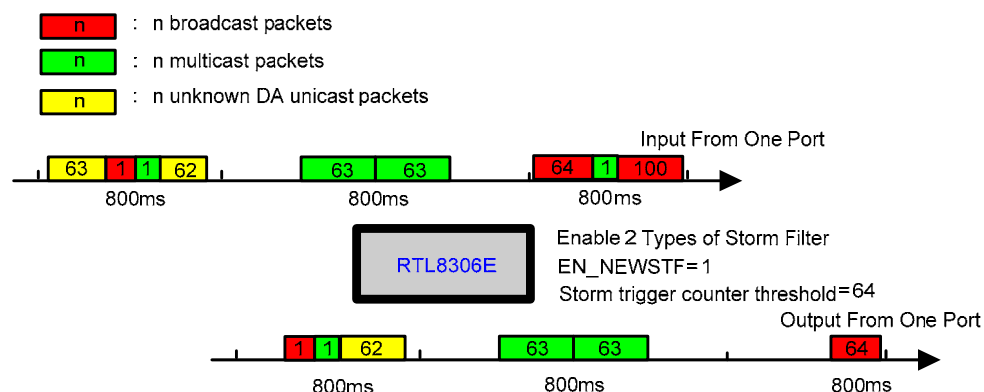 n : n broadcast packets
n : n multicast packets
n : n unknown DA unicast packets
Input From One Port
63 1 1 62 63 63 64 1 100
800ms 800ms 800ms
RTL8306E
Enable 2 Types of Storm Filter
EN_NEWSTF=1
Storm trigger counter threshold=64
Output From One Port
1 1 62 63 63 64
800ms 800ms 800ms